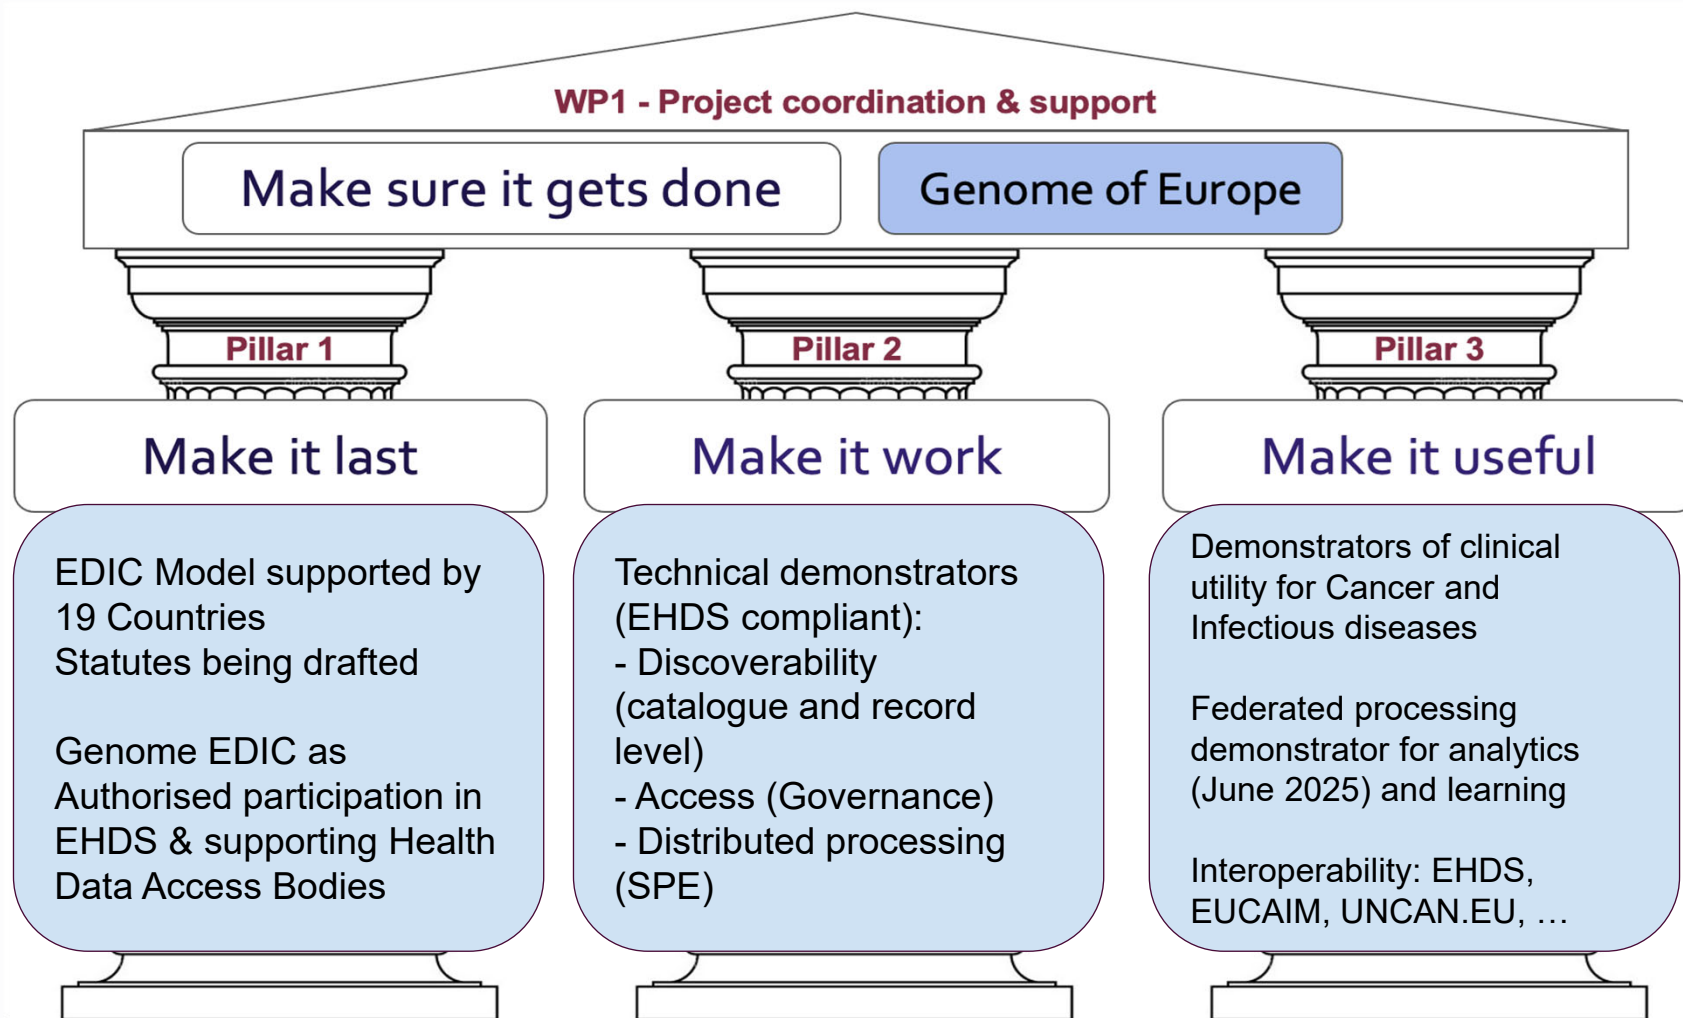 WP1 - Project coordination & support
Make sure it gets done
Genome of Europe
Pillar 1
Pillar 2
Pillar 3
Make it last
EDIC Model supported by
19 Countries
Statutes being drafted
Genome EDIC as
Authorised participation in
EHDS & supporting Health
Data Access Bodies
Make it work
Technical demonstrators
(EHDS compliant):
- Discoverability
(catalogue and record
level)
- Access (Governance)
- Distributed processing
(SPE)
Make it useful
Demonstrators of clinical
utility for Cancer and
Infectious diseases
Federated processing
demonstrator for analytics
(June 2025) and learning
Interoperability: EHDS,
EUCAIM, UNCAN.EU, …